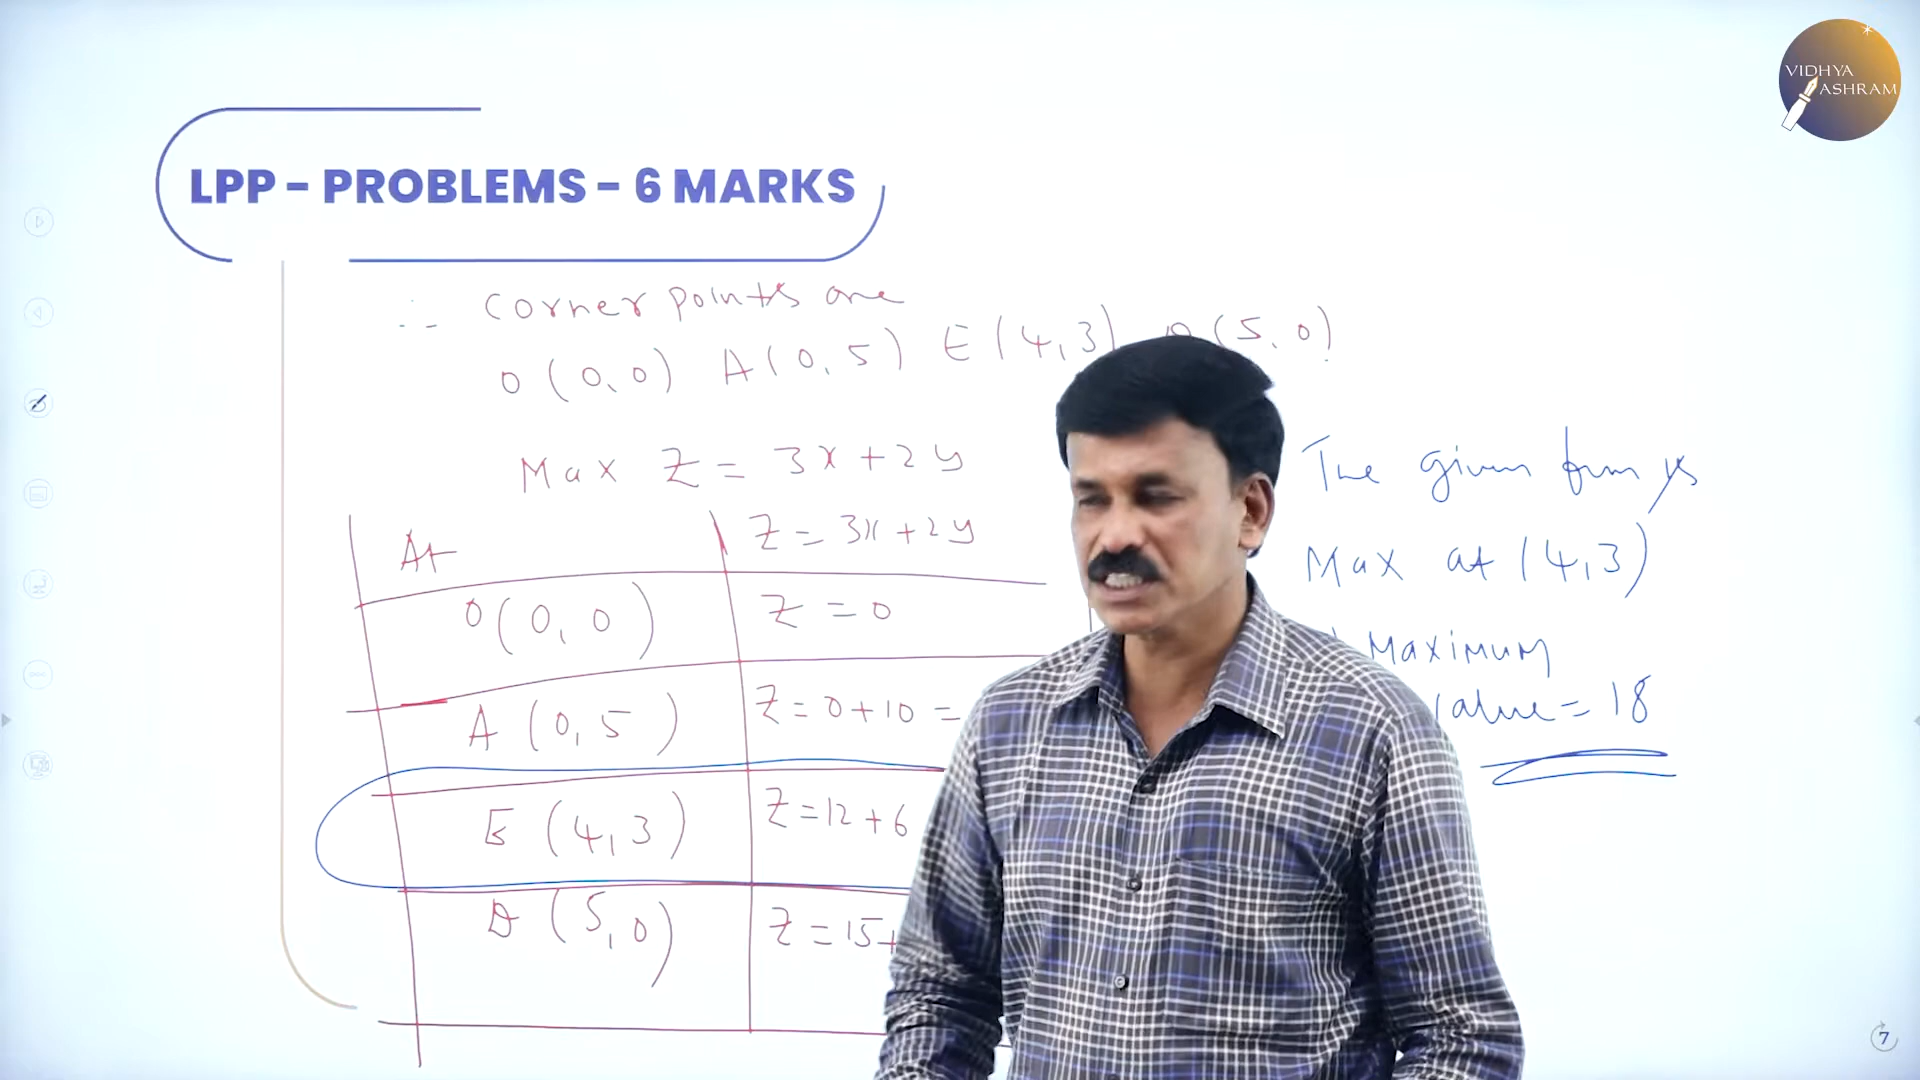 VIDHYA
ASHRAM
LPP - PROBLEMS - 6 MARKS
∴ Corner points are
O (0,0) A (0,5) E (4,3) (5,0)
Max Z = 3x+2y
At Z = 3x+2y
O (0,0) Z = 0
A (0,5) Z = 0+10 =
E (4,3) Z = 12+6
D (5,0) Z = 15+
The given
Max at (4,3)
Maximum
Value = 18
7